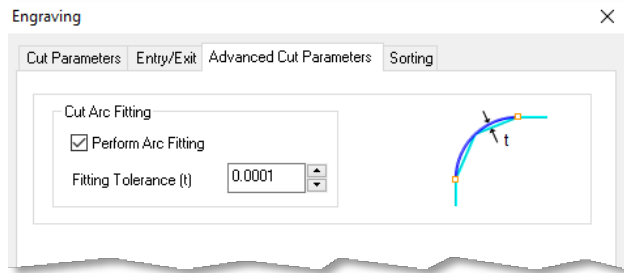 Engraving
Cut Parameters Entry/Exit Advanced Cut Parameters Sorting
Cut Arc Fitting
Perform Arc Fitting
Fitting Tolerance (t) 0.0001
t